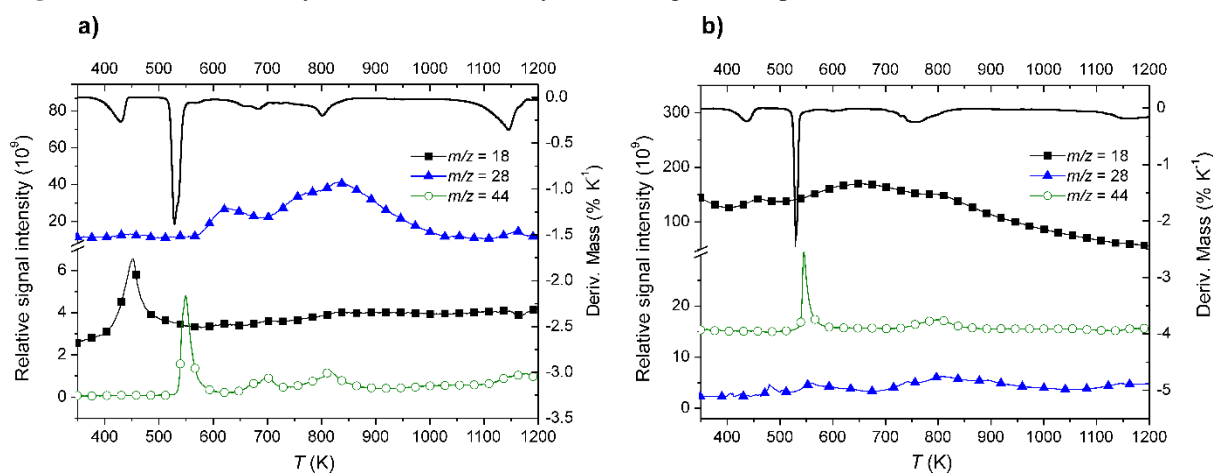 a)
400 500 600 700 800 900 1000 1100 1200
Relative signal intensity (10⁹)
80
60
40
20
6
4
2
0
m/z = 18
m/z = 28
m/z = 44
0.0
-0.5
-1.0
-1.5
-2.0
-2.5
-3.0
-3.5
Deriv. Mass (% K⁻¹)
400 500 600 700 800 900 1000 1100 1200
T (K)
b)
400 500 600 700 800 900 1000 1100 1200
Relative signal intensity (10⁹)
300
200
150
100
20
10
5
0
m/z = 18
m/z = 28
m/z = 44
0
-1
-2
-3
-4
-5
Deriv. Mass (% K⁻¹)
400 500 600 700 800 900 1000 1100 1200
T (K)